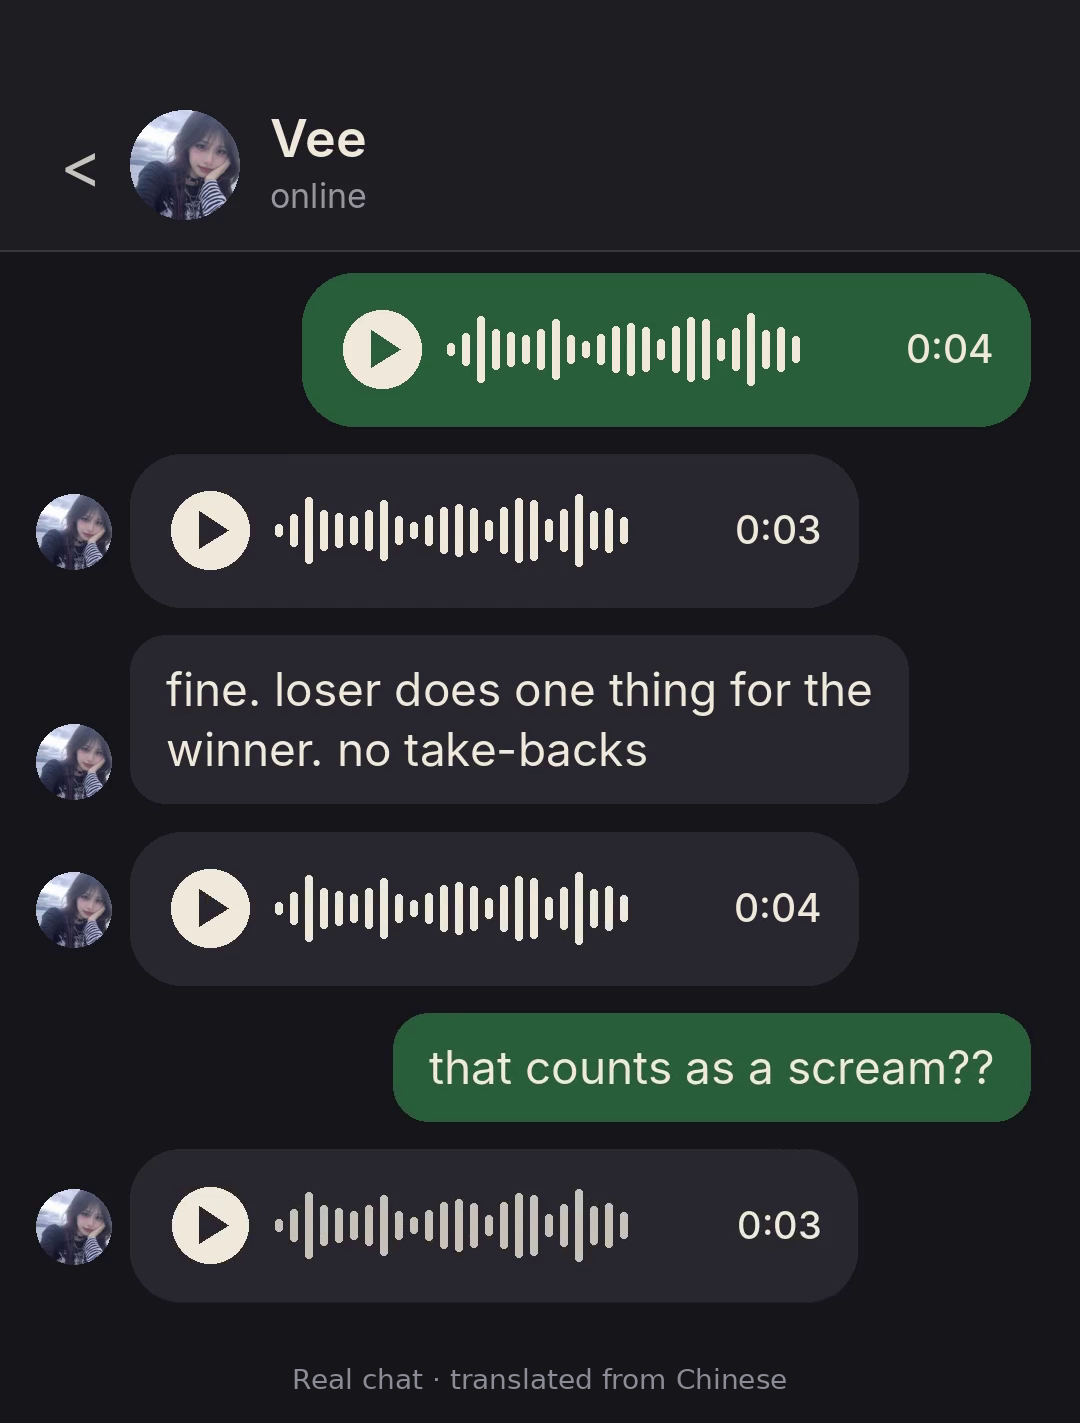 <
Vee
online
0:04
0:03
fine. loser does one thing for the
winner. no take-backs
0:04
that counts as a scream??
0:03
Real chat · translated from Chinese